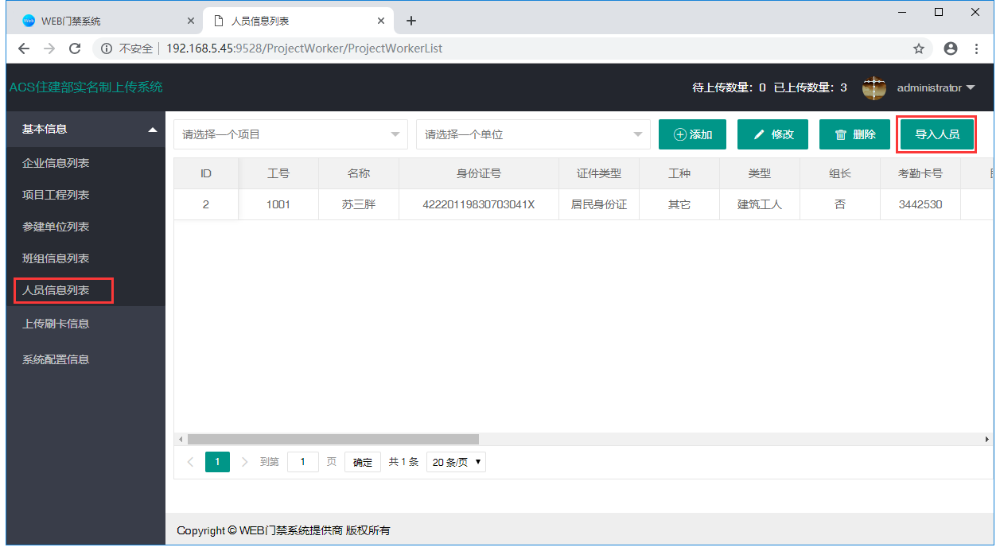 WEB门禁系统
人员信息列表
不安全
192.168.5.45:9528/ProjectWorker/ProjectWorkerList
ACS住建部实名制上传系统
待上传数量：0 已上传数量：3 administrator
基本信息
企业信息列表
项目工程列表
参建单位列表
班组信息列表
人员信息列表
上传刷卡信息
系统配置信息
请选择一个项目 请选择一个单位 添加 修改 删除 导入人员
ID 工号 名称 身份证号 证件类型 工种 类型 组长 考勤卡号
2 1001 苏三胖 42220119830703041X 居民身份证 其它 建筑工人 否 3442530
1 到第 1 页 确定 共 1 条 20 条/页
Copyright © WEB门禁系统提供商 版权所有